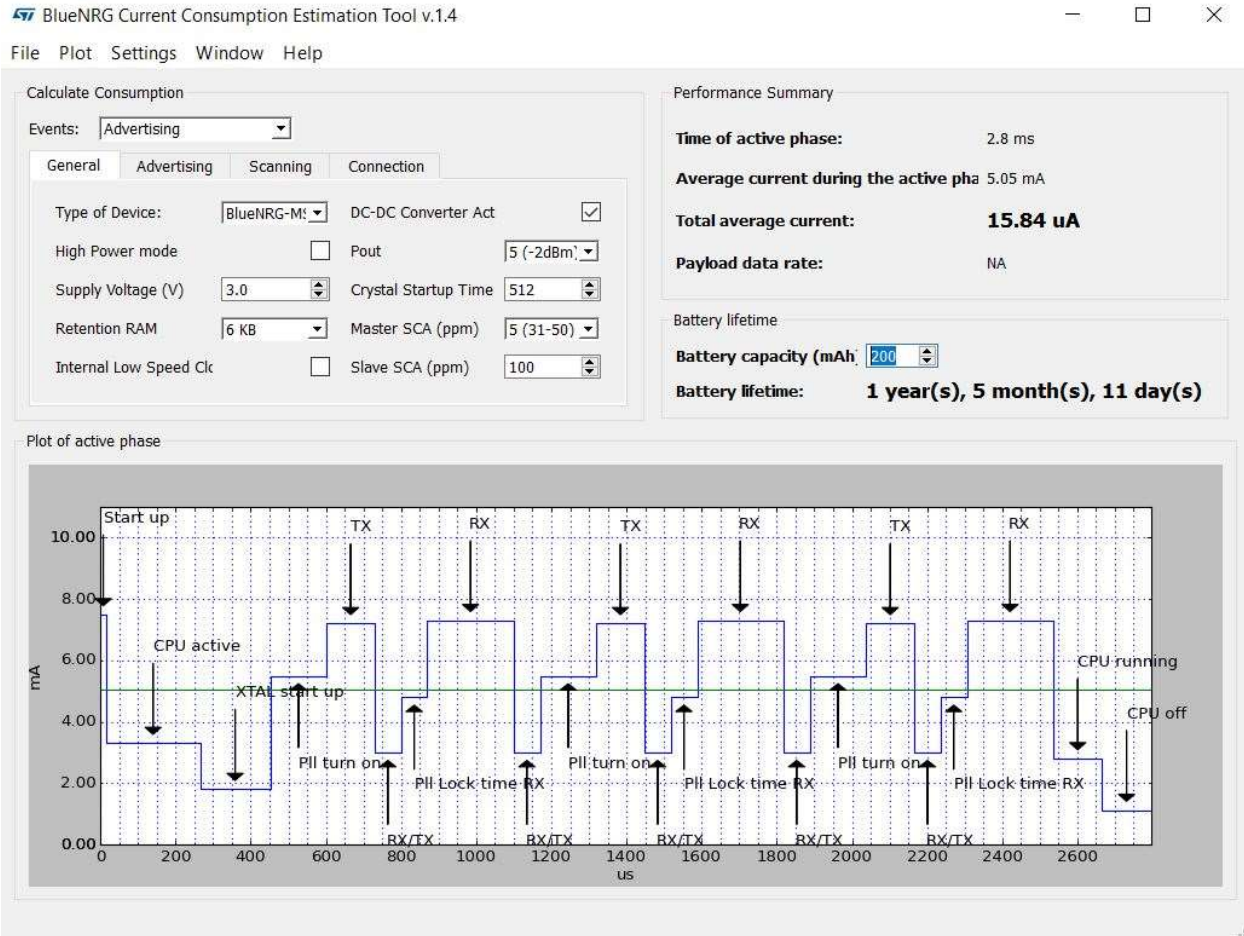 BlueNRG Current Consumption Estimation Tool v.1.4
File Plot Settings Window Help
Calculate Consumption
Events: Advertising
General Advertising Scanning Connection
Type of Device: BlueNRG-MS DC-DC Converter Act
High Power mode Pout 5 (-2dBm)
Supply Voltage (V) 3.0 Crystal Startup Time 512
Retention RAM 6 KB Master SCA (ppm) 5 (31-50)
Internal Low Speed Clc Slave SCA (ppm) 100
Performance Summary
Time of active phase: 2.8 ms
Average current during the active pha 5.05 mA
Total average current: 15.84 uA
Payload data rate: NA
Battery lifetime
Battery capacity (mAh) 200
Battery lifetime: 1 year(s), 5 month(s), 11 day(s)
Plot of active phase
Start up TX RX TX RX TX RX
10.00
8.00
CPU active
6.00 CPU running
mA
XTAL start up
4.00 CPU off
Pll turn on Pll turn on Pll turn on
2.00 Pll Lock time RX Pll Lock time RX Pll Lock time RX
0.00 RX/TX RX/TX RX/TX RX/TX RX/TX
0 200 400 600 800 1000 1200 1400 1600 1800 2000 2200 2400 2600
us